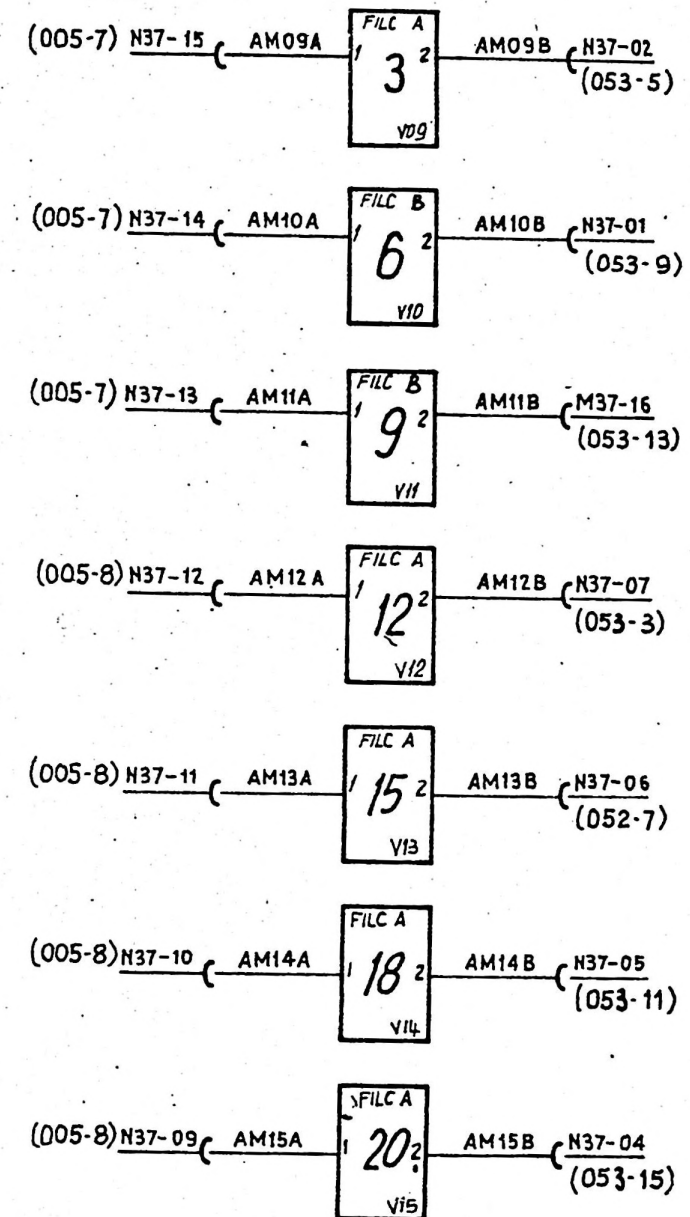 FILC A
(005-7) N37-15 AM09A 1 3 2 AM09B N37-02
(053-5)
V09
FILC B
(005-7) N37-14 AM10A 1 6 2 AM10B N37-01
(053-9)
V10
FILC B
(005-7) N37-13 AM11A 1 9 2 AM11B M37-16
(053-13)
V11
FILC A
(005-8) N37-12 AM12A 1 12 2 AM12B N37-07
(053-3)
V12
FILC A
(005-8) N37-11 AM13A 1 15 2 AM13B N37-06
(052-7)
V13
FILC A
(005-8) N37-10 AM14A 1 18 2 AM14B N37-05
(053-11)
V14
FILC A
(005-8) N37-09 AM15A 1 20 2 AM15B N37-04
(053-15)
V15